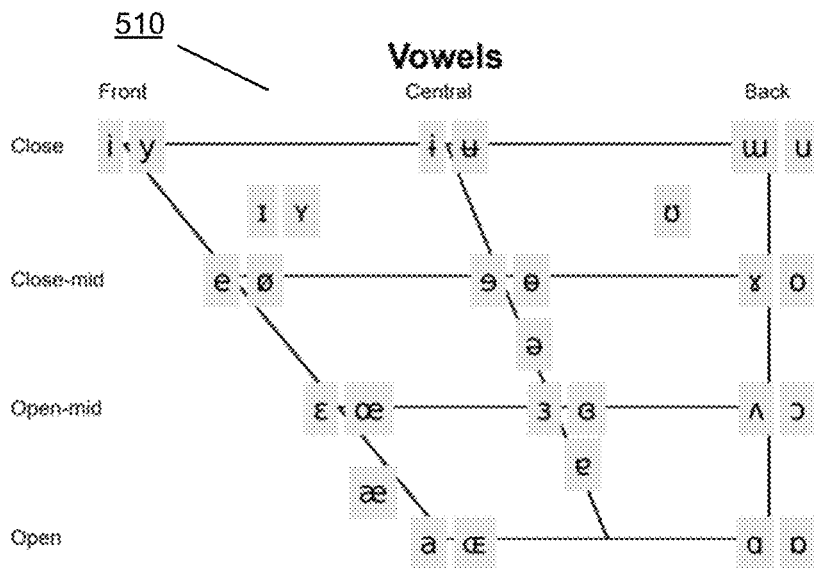 510
Vowels
Front Central Back
Close i y ɨ ʉ ɯ u
ɪ ʏ ʊ
Close-mid e ø ɘ ɵ ɤ o
ə
Open-mid ɛ œ ɜ ɞ ʌ ɔ
æ ɐ
Open a ɶ ɑ ɒ